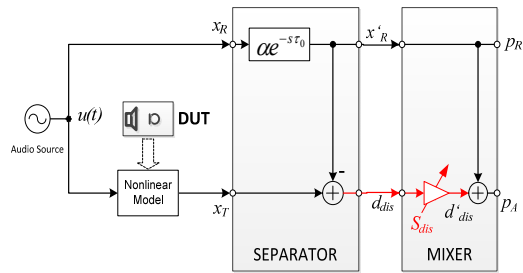 x_R
αe^{-sτ_0}
x'_R
p_R
u(t)
DUT
Audio Source
Nonlinear
Model
x_T
-
+
d_dis
S_dis
d'_dis
+
p_A
SEPARATOR
MIXER